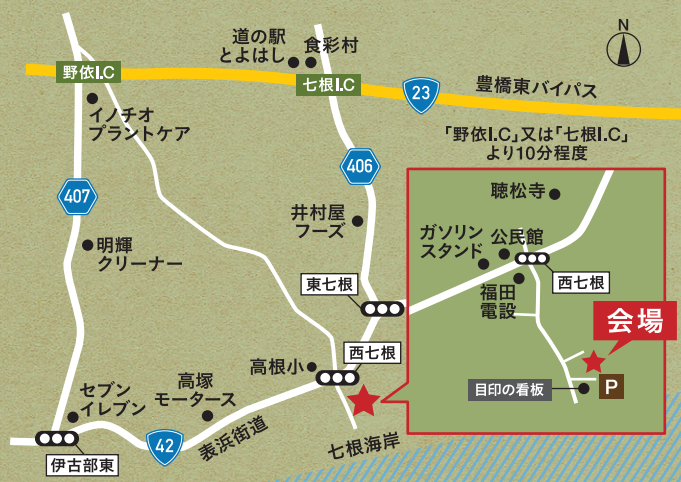 N
道の駅
とよはし
食彩村
野依I.C
七根I.C
23
豊橋東バイパス
イノチオ
プラントケア
「野依I.C」又は「七根I.C」
より10分程度
406
407
聴松寺
井村屋
フーズ
ガソリン
スタンド
公民館
明輝
クリーナー
西七根
福田
電設
東七根
会場
西七根
高根小
目印の看板
P
セブン
イレブン
高塚
モータース
42
表浜街道
七根海岸
伊古部東